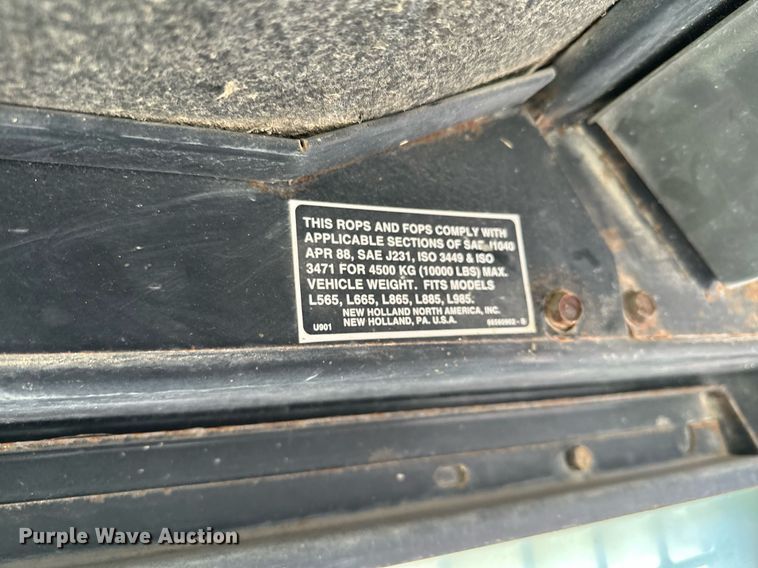 THIS ROPS AND FOPS COMPLY WITH
APPLICABLE SECTIONS OF SAE J1040
APR 88, SAE J231, ISO 3449 & ISO
3471 FOR 4500 KG (10000 LBS) MAX.
VEHICLE WEIGHT. FITS MODELS
L565, L665, L865, L885, L985.
NEW HOLLAND NORTH AMERICA, INC.
U901 NEW HOLLAND, PA. U.S.A.
Purple Wave Auction